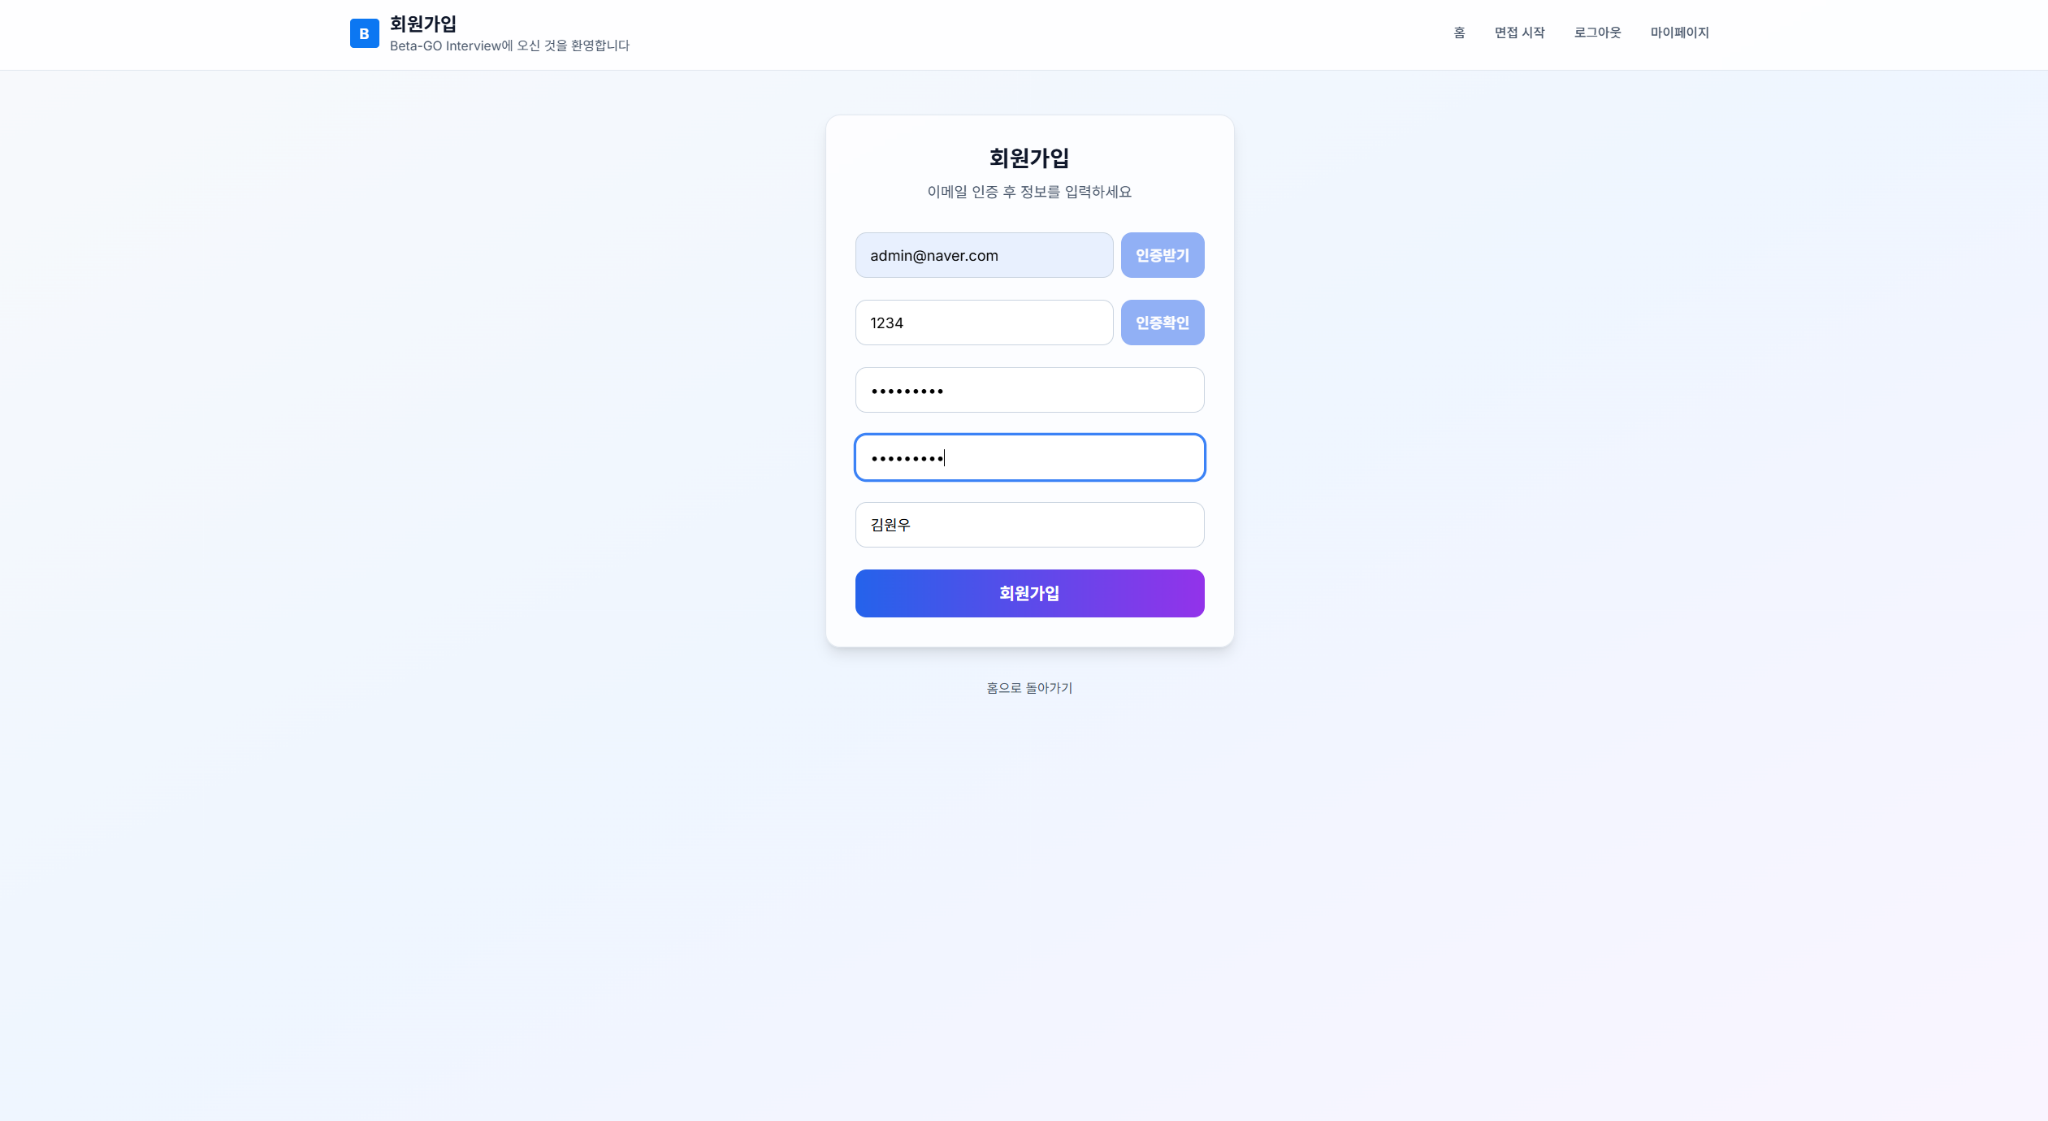 B
회원가입
Beta-GO Interview에 오신 것을 환영합니다
홈 면접 시작 로그아웃 마이페이지
회원가입
이메일 인증 후 정보를 입력하세요
admin@naver.com 인증받기
1234 인증확인
•••••••••
•••••••••
김원우
회원가입
홈으로 돌아가기